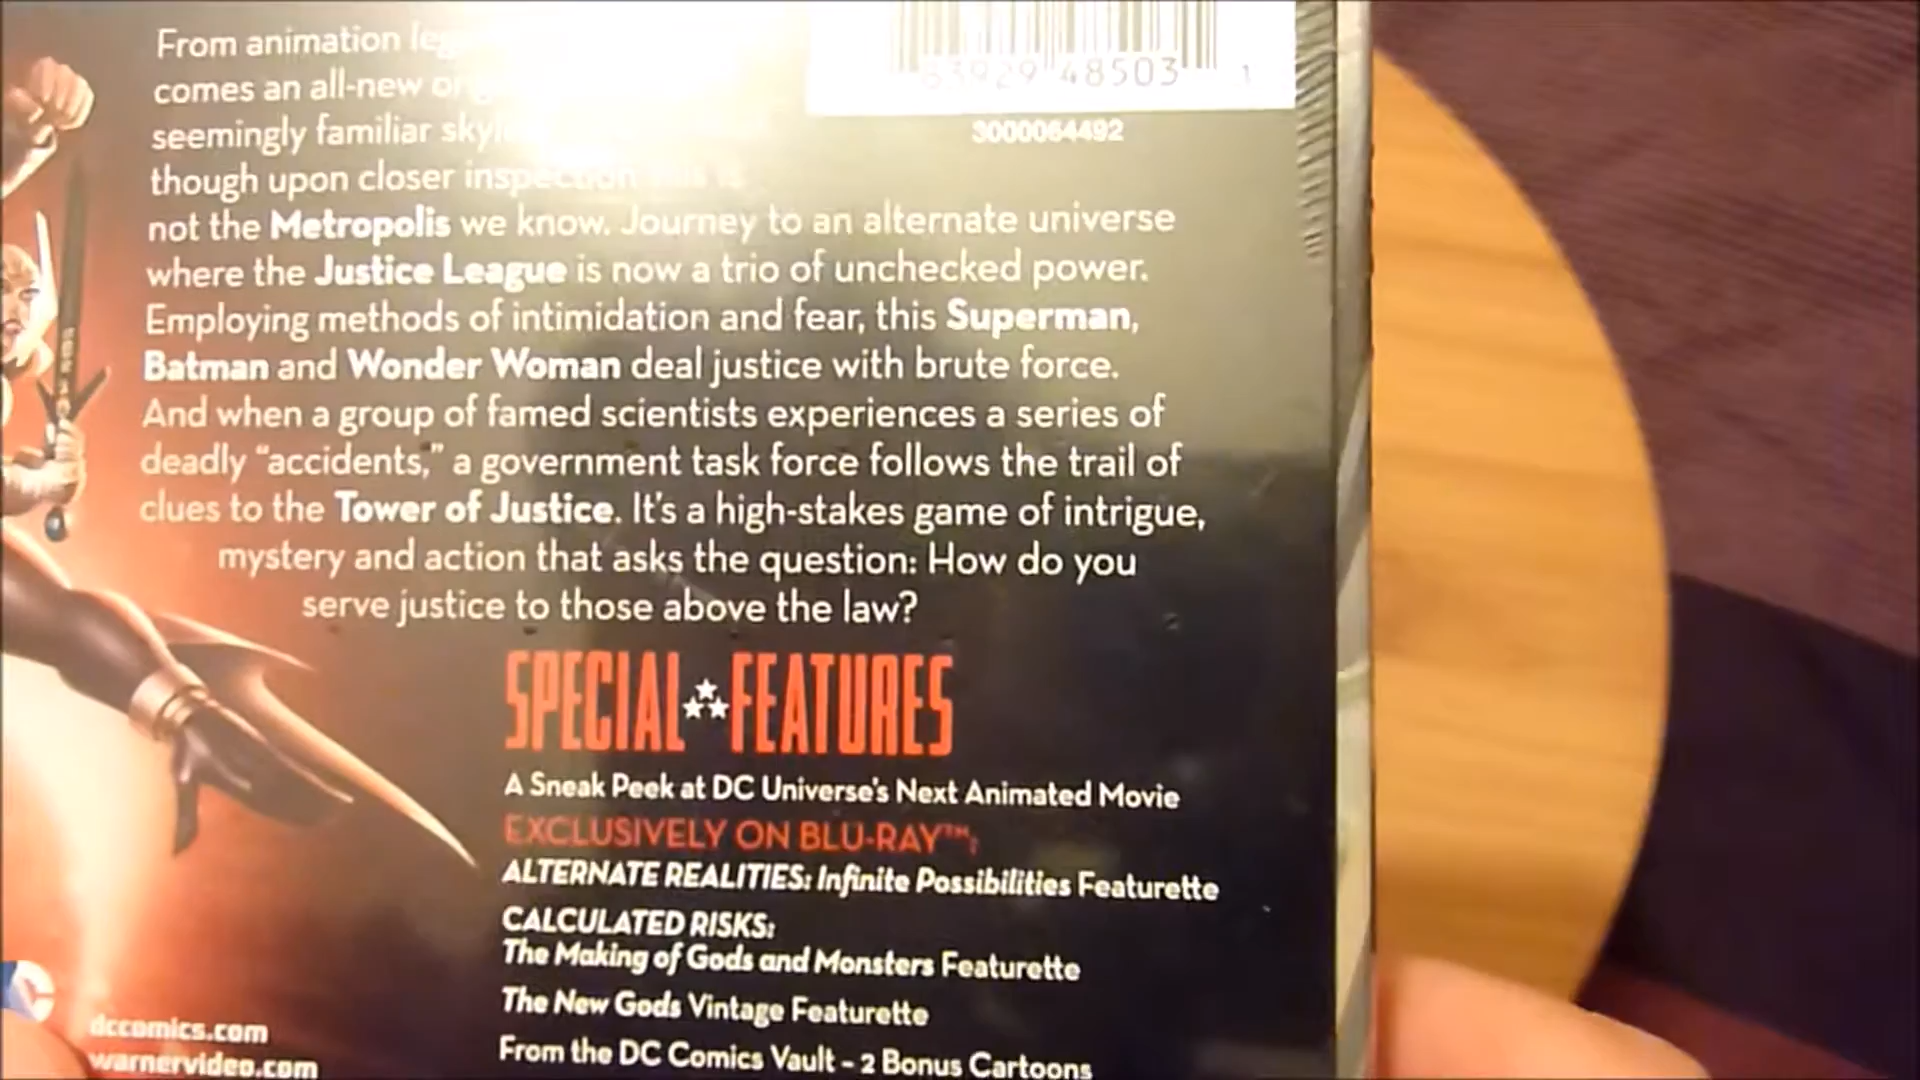 From animation
comes an all-new
seemingly familiar
though upon closer inspection this is
not the Metropolis we know. Journey to an alternate universe
where the Justice League is now a trio of unchecked power.
Employing methods of intimidation and fear, this Superman,
Batman and Wonder Woman deal justice with brute force.
And when a group of famed scientists experiences a series of
deadly “accidents,” a government task force follows the trail of
clues to the Tower of Justice. It’s a high-stakes game of intrigue,
mystery and action that asks the question: How do you
serve justice to those above the law?
63929 48503 1
3000064492
SPECIAL FEATURES
A Sneak Peek at DC Universe’s Next Animated Movie
EXCLUSIVELY ON BLU-RAY™:
ALTERNATE REALITIES: Infinite Possibilities Featurette
CALCULATED RISKS:
The Making of Gods and Monsters Featurette
The New Gods Vintage Featurette
From the DC Comics Vault – 2 Bonus Cartoons
dccomics.com
warnervideo.com